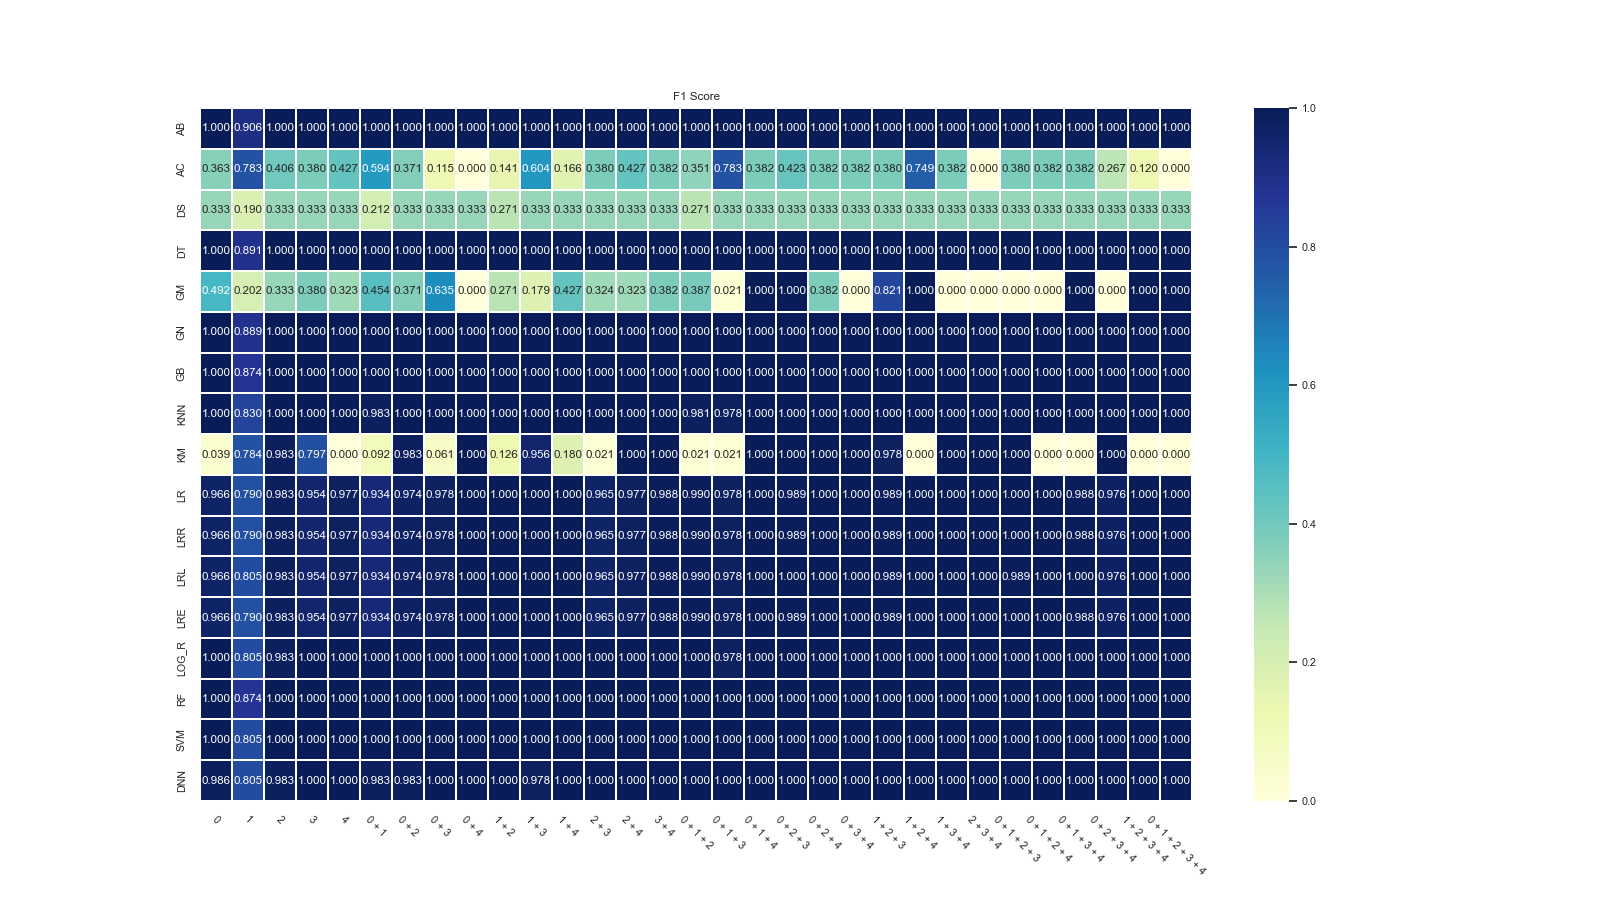 F1 Score
AB 1.000 0.906 1.000 1.000 1.000 1.000 1.000 1.000 1.000 1.000 1.000 1.000 1.000 1.000 1.000 1.000 1.000 1.000 1.000 1.000 1.000 1.000 1.000 1.000 1.000 1.000 1.000 1.000 1.000 1.000 1.000
AC 0.363 0.783 0.406 0.380 0.427 0.594 0.371 0.115 0.000 0.141 0.604 0.166 0.380 0.427 0.382 0.351 0.783 0.382 0.423 0.382 0.382 0.380 0.749 0.382 0.000 0.380 0.382 0.382 0.267 0.120 0.000
DS 0.333 0.190 0.333 0.333 0.333 0.212 0.333 0.333 0.333 0.271 0.333 0.333 0.333 0.333 0.333 0.271 0.333 0.333 0.333 0.333 0.333 0.333 0.333 0.333 0.333 0.333 0.333 0.333 0.333 0.333 0.333
DT 1.000 0.891 1.000 1.000 1.000 1.000 1.000 1.000 1.000 1.000 1.000 1.000 1.000 1.000 1.000 1.000 1.000 1.000 1.000 1.000 1.000 1.000 1.000 1.000 1.000 1.000 1.000 1.000 1.000 1.000 1.000
GM 0.492 0.202 0.333 0.380 0.323 0.454 0.371 0.635 0.000 0.271 0.179 0.427 0.324 0.323 0.382 0.387 0.021 1.000 1.000 0.382 0.000 0.821 1.000 0.000 0.000 0.000 0.000 1.000 0.000 1.000 1.000
GN 1.000 0.889 1.000 1.000 1.000 1.000 1.000 1.000 1.000 1.000 1.000 1.000 1.000 1.000 1.000 1.000 1.000 1.000 1.000 1.000 1.000 1.000 1.000 1.000 1.000 1.000 1.000 1.000 1.000 1.000 1.000
GB 1.000 0.874 1.000 1.000 1.000 1.000 1.000 1.000 1.000 1.000 1.000 1.000 1.000 1.000 1.000 1.000 1.000 1.000 1.000 1.000 1.000 1.000 1.000 1.000 1.000 1.000 1.000 1.000 1.000 1.000 1.000
KNN 1.000 0.830 1.000 1.000 1.000 0.983 1.000 1.000 1.000 1.000 1.000 1.000 1.000 1.000 1.000 0.981 0.978 1.000 1.000 1.000 1.000 1.000 1.000 1.000 1.000 1.000 1.000 1.000 1.000 1.000 1.000
KM 0.039 0.784 0.983 0.797 0.000 0.092 0.983 0.061 1.000 0.126 0.956 0.180 0.021 1.000 1.000 0.021 0.021 1.000 1.000 1.000 1.000 0.978 0.000 1.000 1.000 1.000 0.000 0.000 1.000 0.000 0.000
LR 0.966 0.790 0.983 0.954 0.977 0.934 0.974 0.978 1.000 1.000 1.000 1.000 0.965 0.977 0.988 0.990 0.978 1.000 0.989 1.000 1.000 0.989 1.000 1.000 1.000 1.000 1.000 0.988 0.976 1.000 1.000
LRR 0.966 0.790 0.983 0.954 0.977 0.934 0.974 0.978 1.000 1.000 1.000 1.000 0.965 0.977 0.988 0.990 0.978 1.000 0.989 1.000 1.000 0.989 1.000 1.000 1.000 1.000 1.000 0.988 0.976 1.000 1.000
LRL 0.966 0.805 0.983 0.954 0.977 0.934 0.974 0.978 1.000 1.000 1.000 1.000 0.965 0.977 0.988 0.990 0.978 1.000 1.000 1.000 1.000 0.989 1.000 1.000 1.000 0.989 1.000 1.000 0.976 1.000 1.000
LRE 0.966 0.790 0.983 0.954 0.977 0.934 0.974 0.978 1.000 1.000 1.000 1.000 0.965 0.977 0.988 0.990 0.978 1.000 0.989 1.000 1.000 0.989 1.000 1.000 1.000 1.000 1.000 0.988 0.976 1.000 1.000
LOG_R 1.000 0.805 0.983 1.000 1.000 1.000 1.000 1.000 1.000 1.000 1.000 1.000 1.000 1.000 1.000 1.000 0.978 1.000 1.000 1.000 1.000 1.000 1.000 1.000 1.000 1.000 1.000 1.000 1.000 1.000 1.000
RF 1.000 0.874 1.000 1.000 1.000 1.000 1.000 1.000 1.000 1.000 1.000 1.000 1.000 1.000 1.000 1.000 1.000 1.000 1.000 1.000 1.000 1.000 1.000 1.000 1.000 1.000 1.000 1.000 1.000 1.000 1.000
SVM 1.000 0.805 1.000 1.000 1.000 1.000 1.000 1.000 1.000 1.000 1.000 1.000 1.000 1.000 1.000 1.000 1.000 1.000 1.000 1.000 1.000 1.000 1.000 1.000 1.000 1.000 1.000 1.000 1.000 1.000 1.000
DNN 0.986 0.805 0.983 1.000 1.000 0.983 0.983 1.000 1.000 1.000 0.978 1.000 1.000 1.000 1.000 1.000 1.000 1.000 1.000 1.000 1.000 1.000 1.000 1.000 1.000 1.000 1.000 1.000 1.000 1.000 1.000
0 1 2 3 4 0 + 1 0 + 2 0 + 3 0 + 4 1 + 2 1 + 3 1 + 4 2 + 3 2 + 4 3 + 4 0 + 1 + 2 0 + 1 + 3 0 + 1 + 4 0 + 2 + 3 0 + 2 + 4 0 + 3 + 4 1 + 2 + 3 1 + 2 + 4 1 + 3 + 4 2 + 3 + 4 0 + 1 + 2 + 3 0 + 1 + 2 + 4 0 + 1 + 3 + 4 0 + 2 + 3 + 4 1 + 2 + 3 + 4 0 + 1 + 2 + 3 + 4
1.0
0.8
0.6
0.4
0.2
0.0